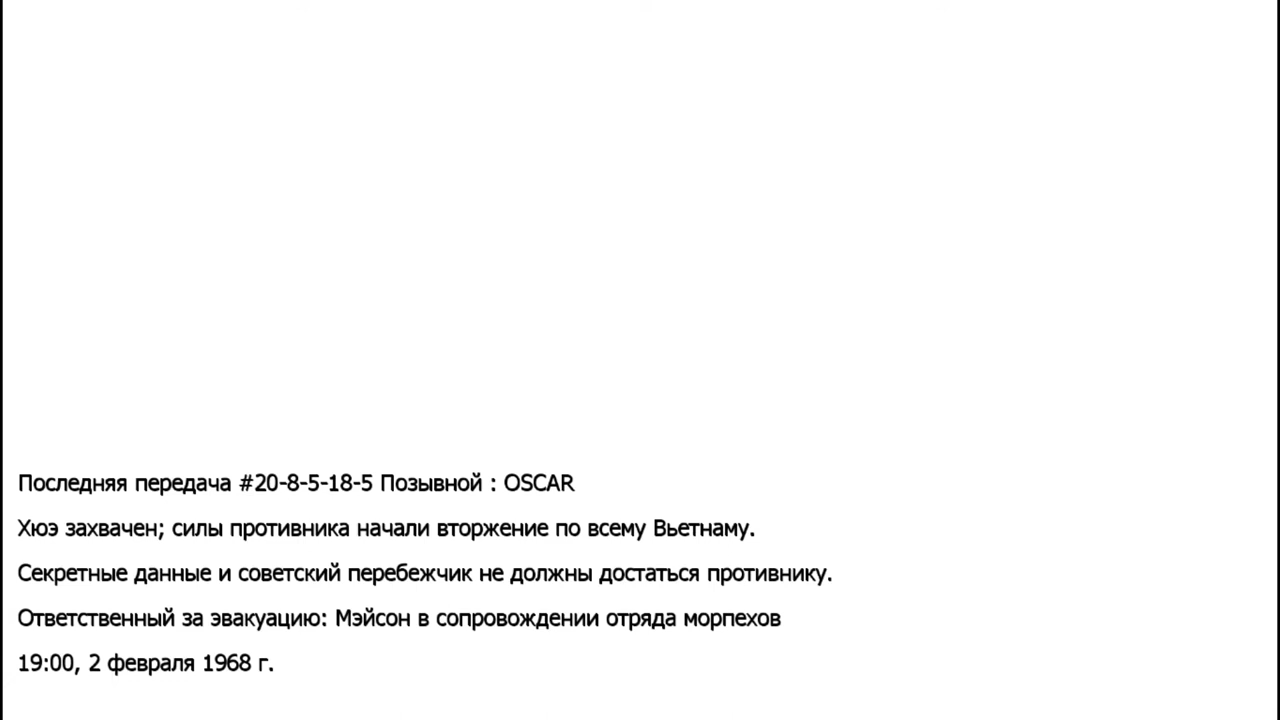 Последняя передача #20-8-5-18-5 Позывной : OSCAR
Хюэ захвачен; силы противника начали вторжение по всему Вьетнаму.
Секретные данные и советский перебежчик не должны достаться противнику.
Ответственный за эвакуацию: Мэйсон в сопровождении отряда морпехов
19:00, 2 февраля 1968 г.